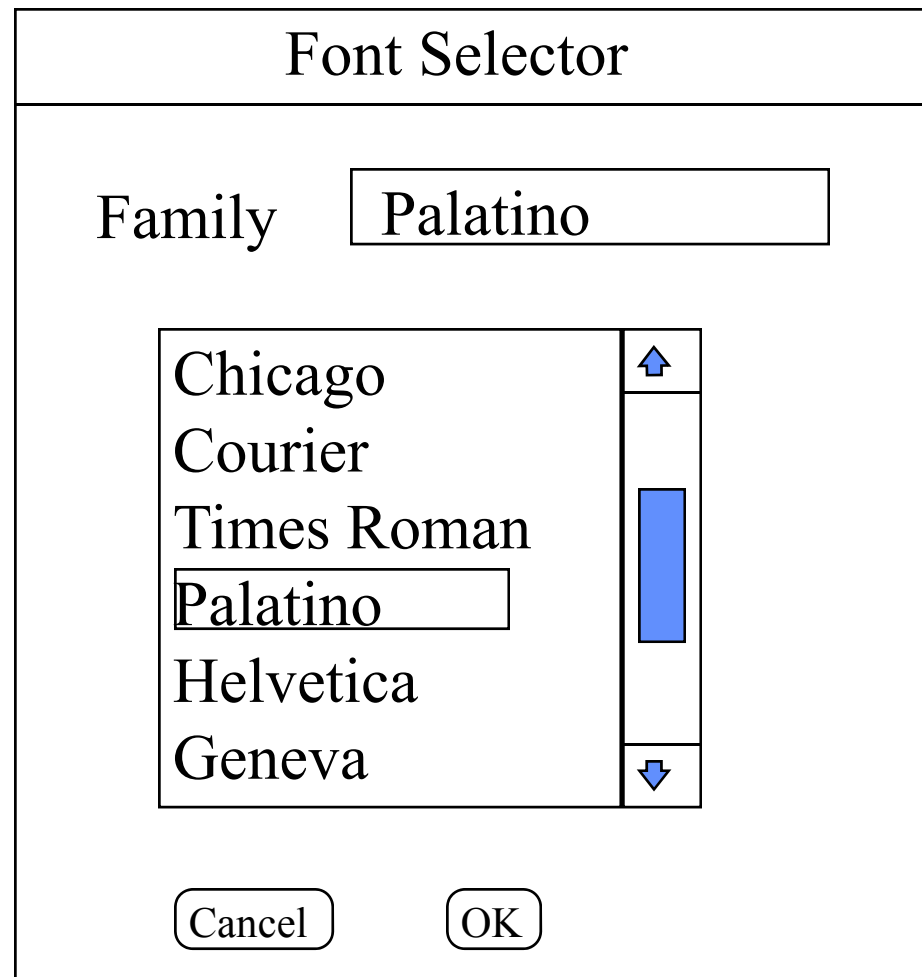 Font Selector
Family Palatino
Chicago
Courier
Times Roman
Palatino
Helvetica
Geneva
Cancel OK